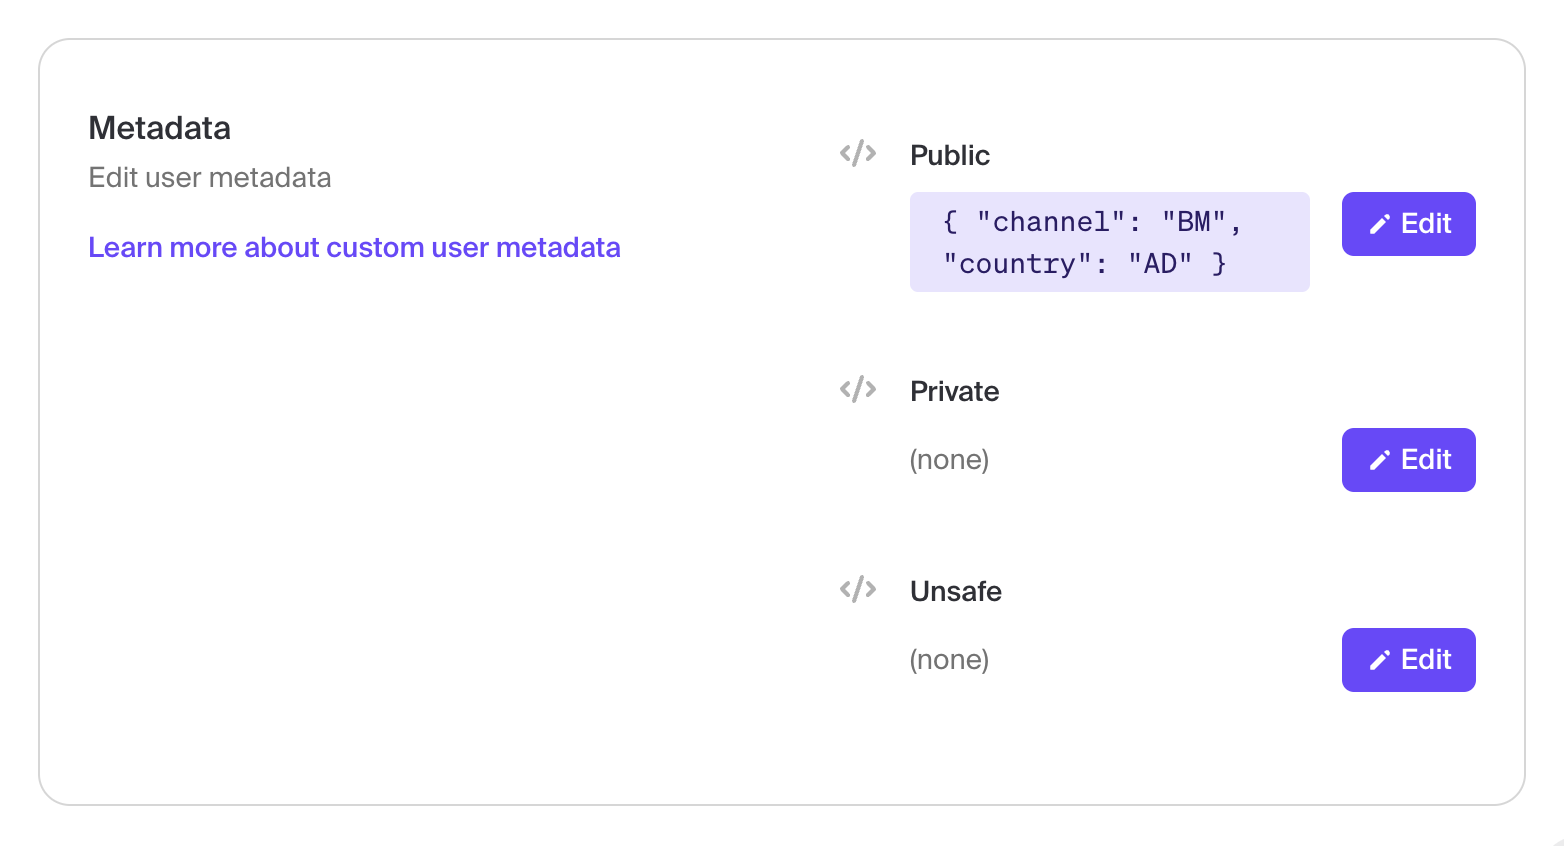 Metadata
Edit user metadata
Learn more about custom user metadata
</> Public
{ "channel": "BM",
"country": "AD" }
Edit
</> Private
(none)
Edit
</> Unsafe
(none)
Edit